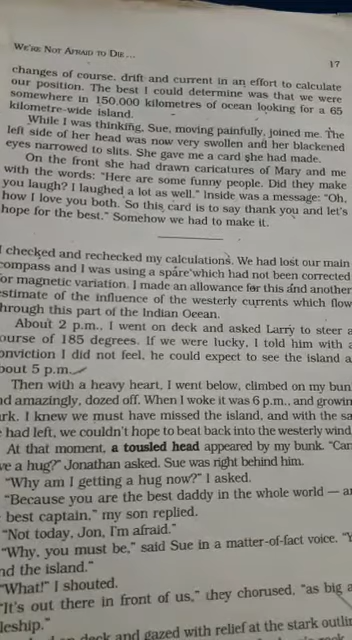 WE'RE NOT AFRAID TO DIE...
17
changes of course, drift and current in an effort to calculate
our position. The best I could determine was that we were
somewhere in 150,000 kilometres of ocean looking for a 65
kilometre-wide island.
While I was thinking, Sue, moving painfully, joined me. The
left side of her head was now very swollen and her blackened
eyes narrowed to slits. She gave me a card she had made.
On the front she had drawn caricatures of Mary and me
with the words: "Here are some funny people. Did they make
you laugh? I laughed a lot as well." Inside was a message: "Oh,
how I love you both. So this card is to say thank you and let's
hope for the best." Somehow we had to make it.
I checked and rechecked my calculations. We had lost our main
compass and I was using a spare which had not been corrected
for magnetic variation. I made an allowance for this and another
estimate of the influence of the westerly currents which flow
through this part of the Indian Ocean.
About 2 p.m., I went on deck and asked Larry to steer a
ourse of 185 degrees. If we were lucky, I told him with a
onviction I did not feel, he could expect to see the island a
bout 5 p.m.
Then with a heavy heart, I went below, climbed on my bun
nd amazingly, dozed off. When I woke it was 6 p.m., and growin
ark. I knew we must have missed the island, and with the sa
e had left, we couldn't hope to beat back into the westerly wind
At that moment, a tousled head appeared by my bunk. "Can
ve a hug?" Jonathan asked. Sue was right behind him.
"Why am I getting a hug now?" I asked.
"Because you are the best daddy in the whole world — a
best captain," my son replied.
"Not today, Jon, I'm afraid."
"Why, you must be," said Sue in a matter-of-fact voice. "Y
nd the island."
"What!" I shouted.
"It's out there in front of us," they chorused, "as big a
leship."
deck and gazed with relief at the stark outlin